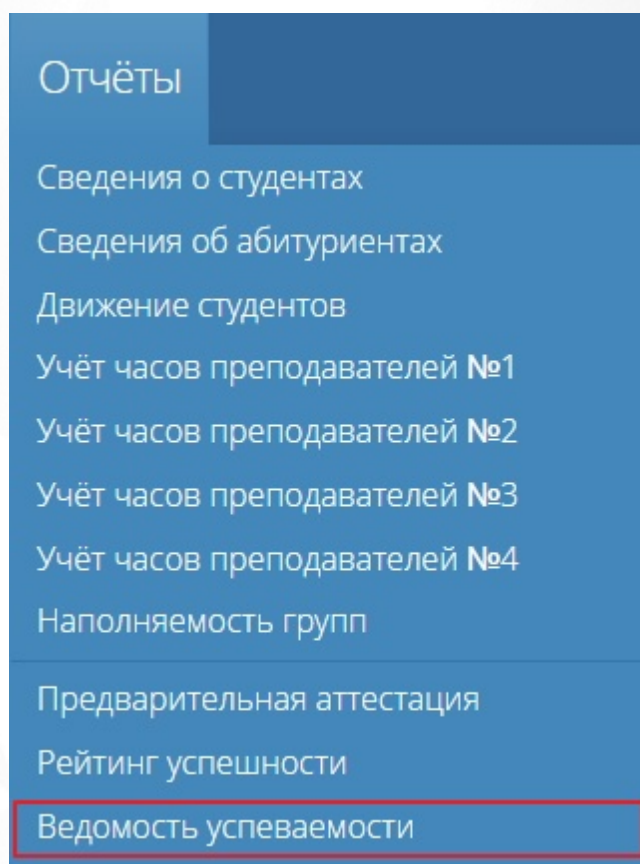 Отчёты
Сведения о студентах
Сведения об абитуриентах
Движение студентов
Учёт часов преподавателей №1
Учёт часов преподавателей №2
Учёт часов преподавателей №3
Учёт часов преподавателей №4
Наполняемость групп
Предварительная аттестация
Рейтинг успешности
Ведомость успеваемости